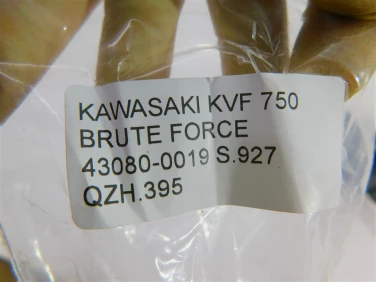 KAWASAKI KVF 750
BRUTE FORCE
43080-0019 S.927
QZH.395